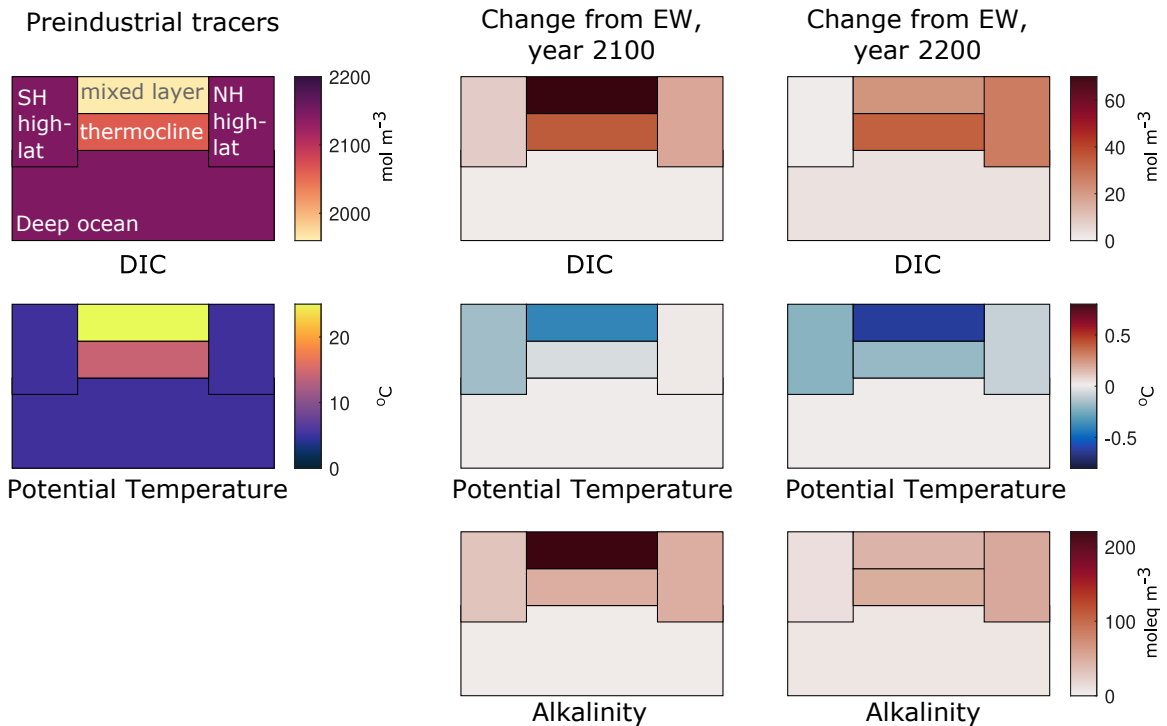 Preindustrial tracers
Change from EW,
year 2100
Change from EW,
year 2200
SH
high-
lat
mixed layer
thermocline
NH
high-
lat
Deep ocean
2200
2100
2000
mol m⁻³
60
40
20
0
mol m⁻³
DIC
DIC
DIC
20
10
0
ºC
0.5
0
-0.5
ºC
Potential Temperature
Potential Temperature
Potential Temperature
200
100
0
moleq m⁻³
Alkalinity
Alkalinity